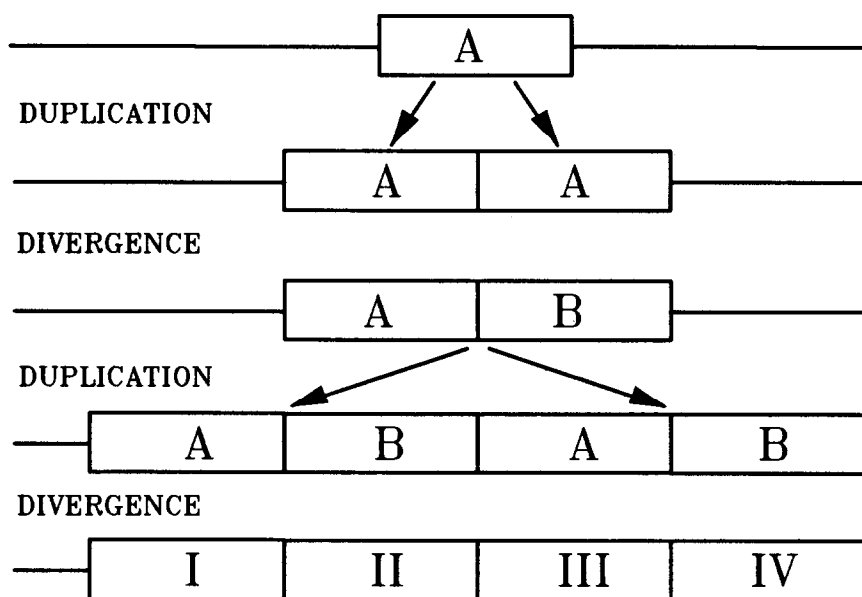 A
DUPLICATION
A A
DIVERGENCE
A B
DUPLICATION
A B A B
DIVERGENCE
I II III IV